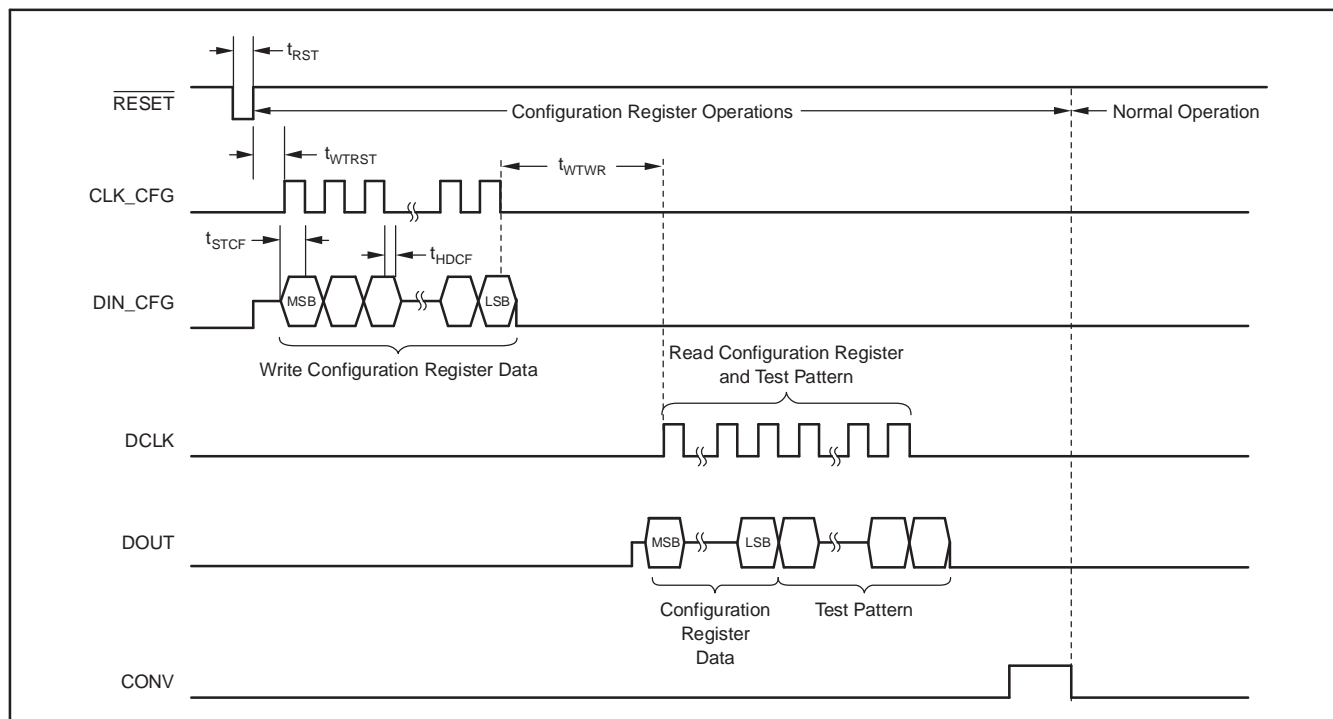 tRST
RESET
Configuration Register Operations
Normal Operation
tWTRST
tWTWR
CLK_CFG
tSTCF
tHDCF
DIN_CFG
MSB
LSB
Write Configuration Register Data
Read Configuration Register
and Test Pattern
DCLK
DOUT
MSB
LSB
Configuration
Register
Data
Test Pattern
CONV